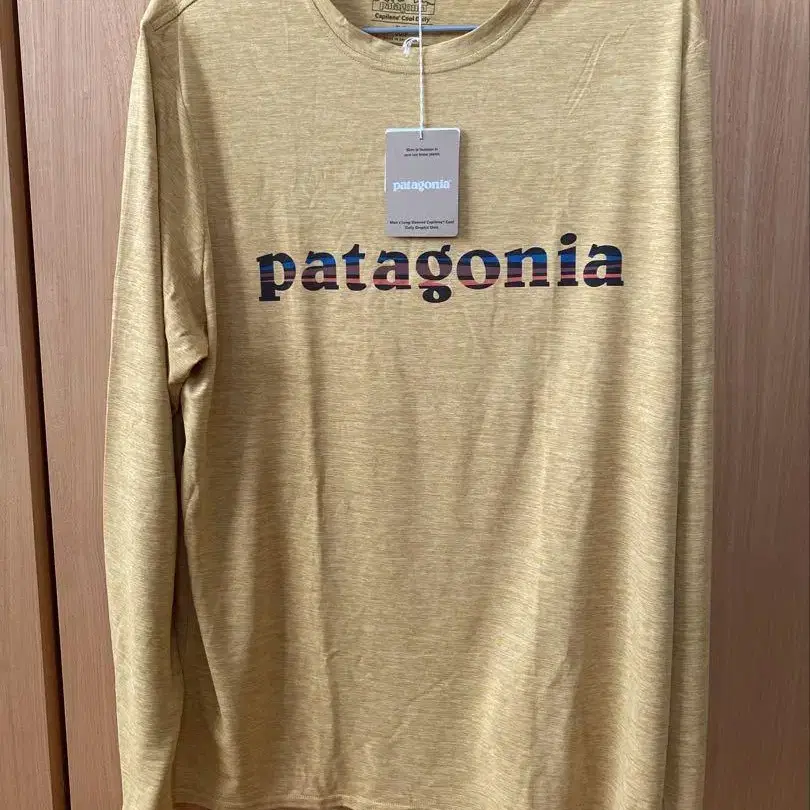 patagonia
Capilene® Cool Daily
patagonia®
Men's Long-Sleeved Capilene® Cool
Daily Graphic Shirt
patagonia